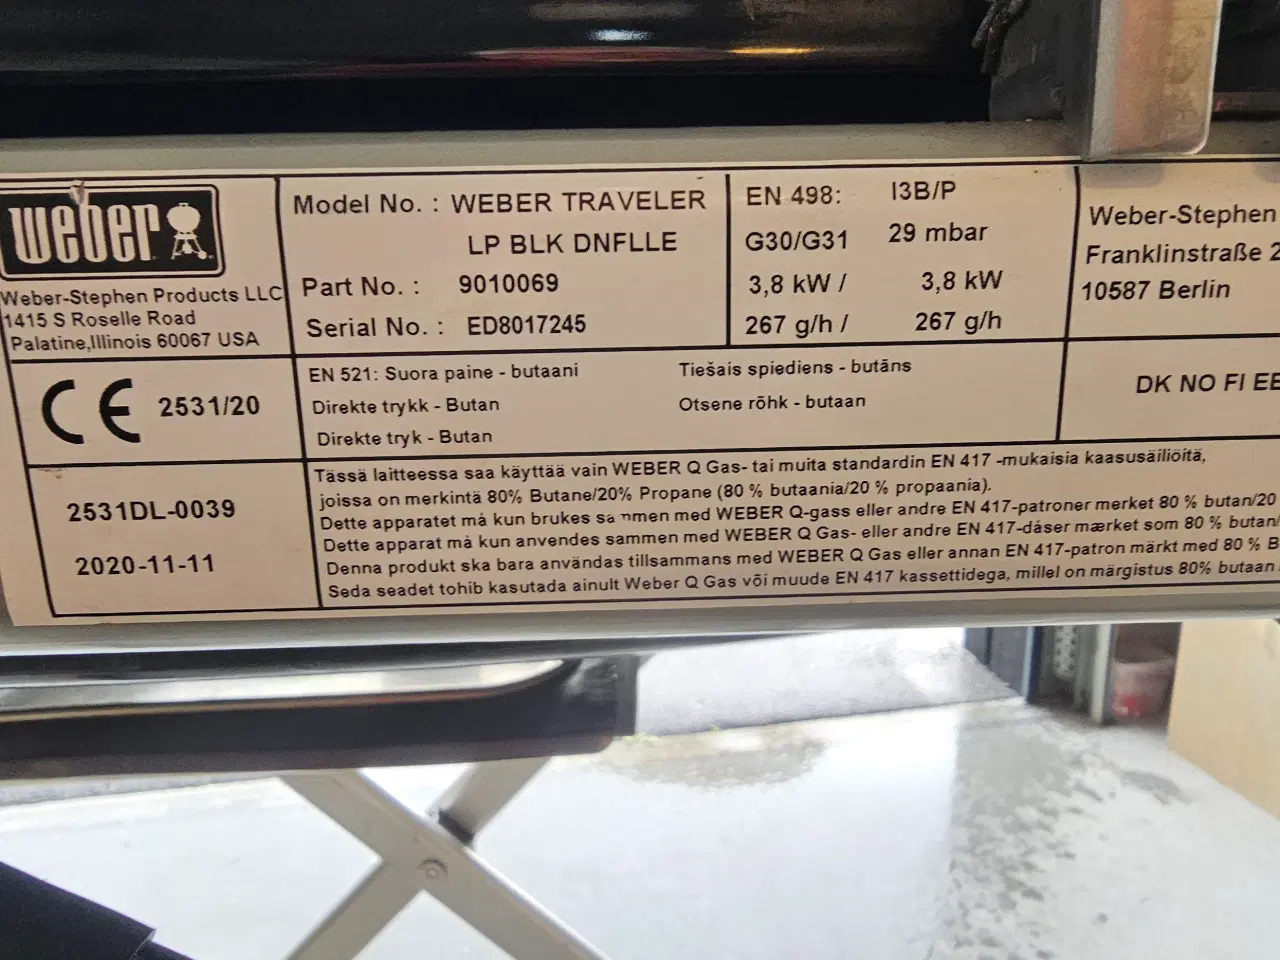 weber
Weber-Stephen Products LLC
1415 S Roselle Road
Palatine,Illinois 60067 USA
Model No. : WEBER TRAVELER
LP BLK DNFLLE
Part No. : 9010069
Serial No. : ED8017245
EN 498: I3B/P
G30/G31 29 mbar
3,8 kW / 3,8 kW
267 g/h / 267 g/h
Weber-Stephen
Franklinstraße 2
10587 Berlin
CE 2531/20
EN 521: Suora paine - butaani
Direkte trykk - Butan
Direkte tryk - Butan
Tiešais spiediens - butāns
Otsene rõhk - butaan
DK NO FI EE
2531DL-0039
2020-11-11
Tässä laitteessa saa käyttää vain WEBER Q Gas- tai muita standardin EN 417 -mukaisia kaasusäiliöitä,
joissa on merkintä 80% Butane/20% Propane (80 % butaania/20 % propaania).
Dette apparatet må kun brukes sammen med WEBER Q-gass eller andre EN 417-patroner merket 80 % butan/20
Dette apparat må kun anvendes sammen med WEBER Q Gas- eller andre EN 417-dåser mærket som 80 % butan/
Denna produkt ska bara användas tillsammans med WEBER Q Gas eller annan EN 417-patron märkt med 80 % B
Seda seadet tohib kasutada ainult Weber Q Gas või muude EN 417 kassettidega, millel on märgistus 80% butaan